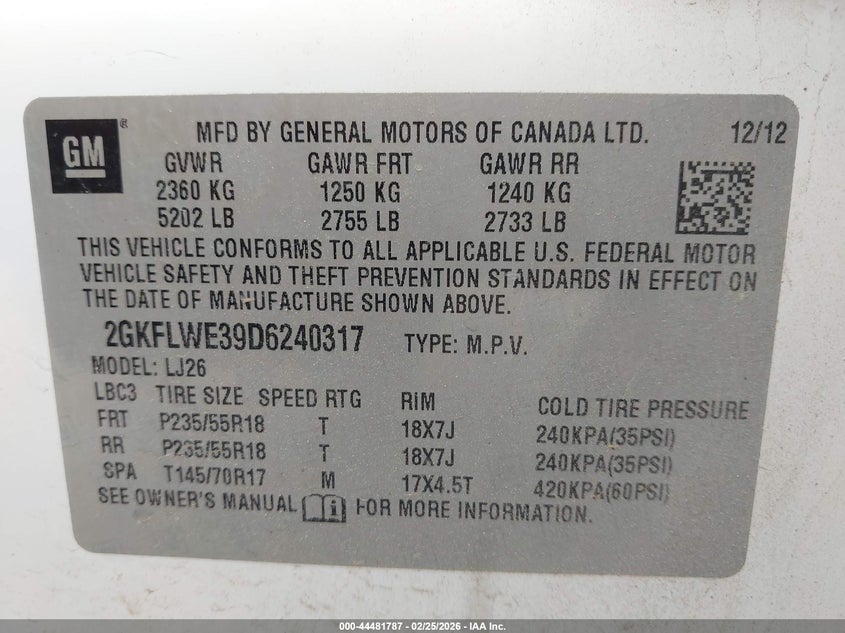 GM® MFD BY GENERAL MOTORS OF CANADA LTD. 12/12
GVWR GAWR FRT GAWR RR
2360 KG 1250 KG 1240 KG
5202 LB 2755 LB 2733 LB
THIS VEHICLE CONFORMS TO ALL APPLICABLE U.S. FEDERAL MOTOR
VEHICLE SAFETY AND THEFT PREVENTION STANDARDS IN EFFECT ON
THE DATE OF MANUFACTURE SHOWN ABOVE.
2GKFLWE39D6240317 TYPE: M.P.V.
MODEL: LJ26
LBC3 TIRE SIZE SPEED RTG RIM COLD TIRE PRESSURE
FRT P235/55R18 T 18X7J 240KPA(35PSI)
RR P235/55R18 T 18X7J 240KPA(35PSI)
SPA T145/70R17 M 17X4.5T 420KPA(60PSI)
SEE OWNER'S MANUAL FOR MORE INFORMATION.
000-44481787 - 02/25/2026 - IAA Inc.